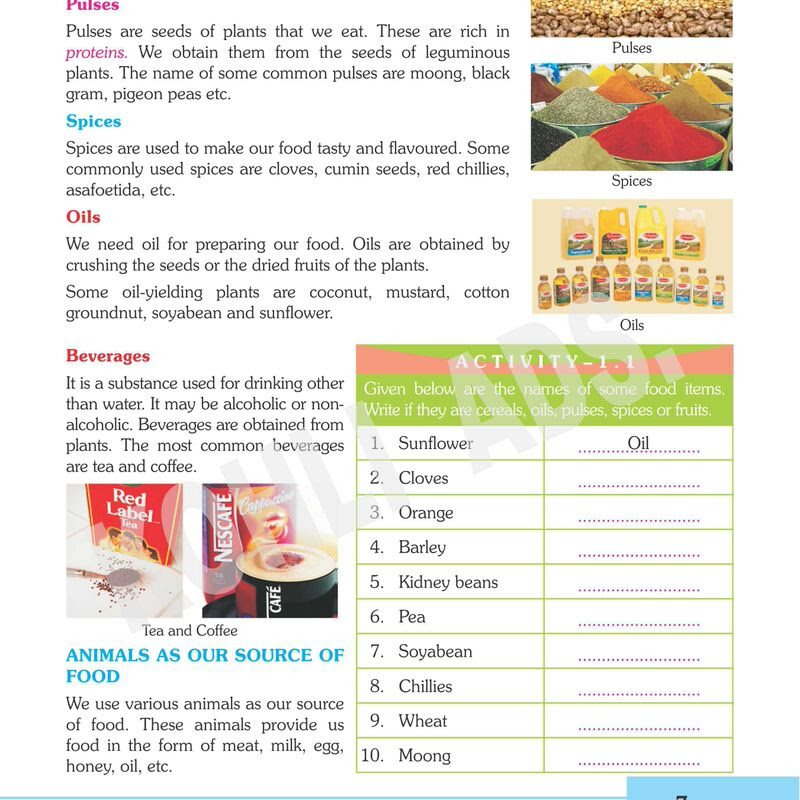 Pulses
Pulses are seeds of plants that we eat. These are rich in
proteins. We obtain them from the seeds of leguminous
plants. The name of some common pulses are moong, black
gram, pigeon peas etc.
Pulses
Spices
Spices are used to make our food tasty and flavoured. Some
commonly used spices are cloves, cumin seeds, red chillies,
asafoetida, etc.
Spices
Oils
We need oil for preparing our food. Oils are obtained by
crushing the seeds or the dried fruits of the plants.
Some oil-yielding plants are coconut, mustard, cotton
groundnut, soyabean and sunflower.
Oils
Beverages
It is a substance used for drinking other
than water. It may be alcoholic or non-
alcoholic. Beverages are obtained from
plants. The most common beverages
are tea and coffee.
Red
Label
Tea
NESCAFÉ
Cappuccino
CAFÉ
Tea and Coffee
ANIMALS AS OUR SOURCE OF
FOOD
We use various animals as our source
of food. These animals provide us
food in the form of meat, milk, egg,
honey, oil, etc.
ACTIVITY–1.1
Given below are the names of some food items.
Write if they are cereals, oils, pulses, spices or fruits.
1. Sunflower Oil
2. Cloves
3. Orange
4. Barley
5. Kidney beans
6. Pea
7. Soyabean
8. Chillies
9. Wheat
10. Moong
KOHLI ADS.